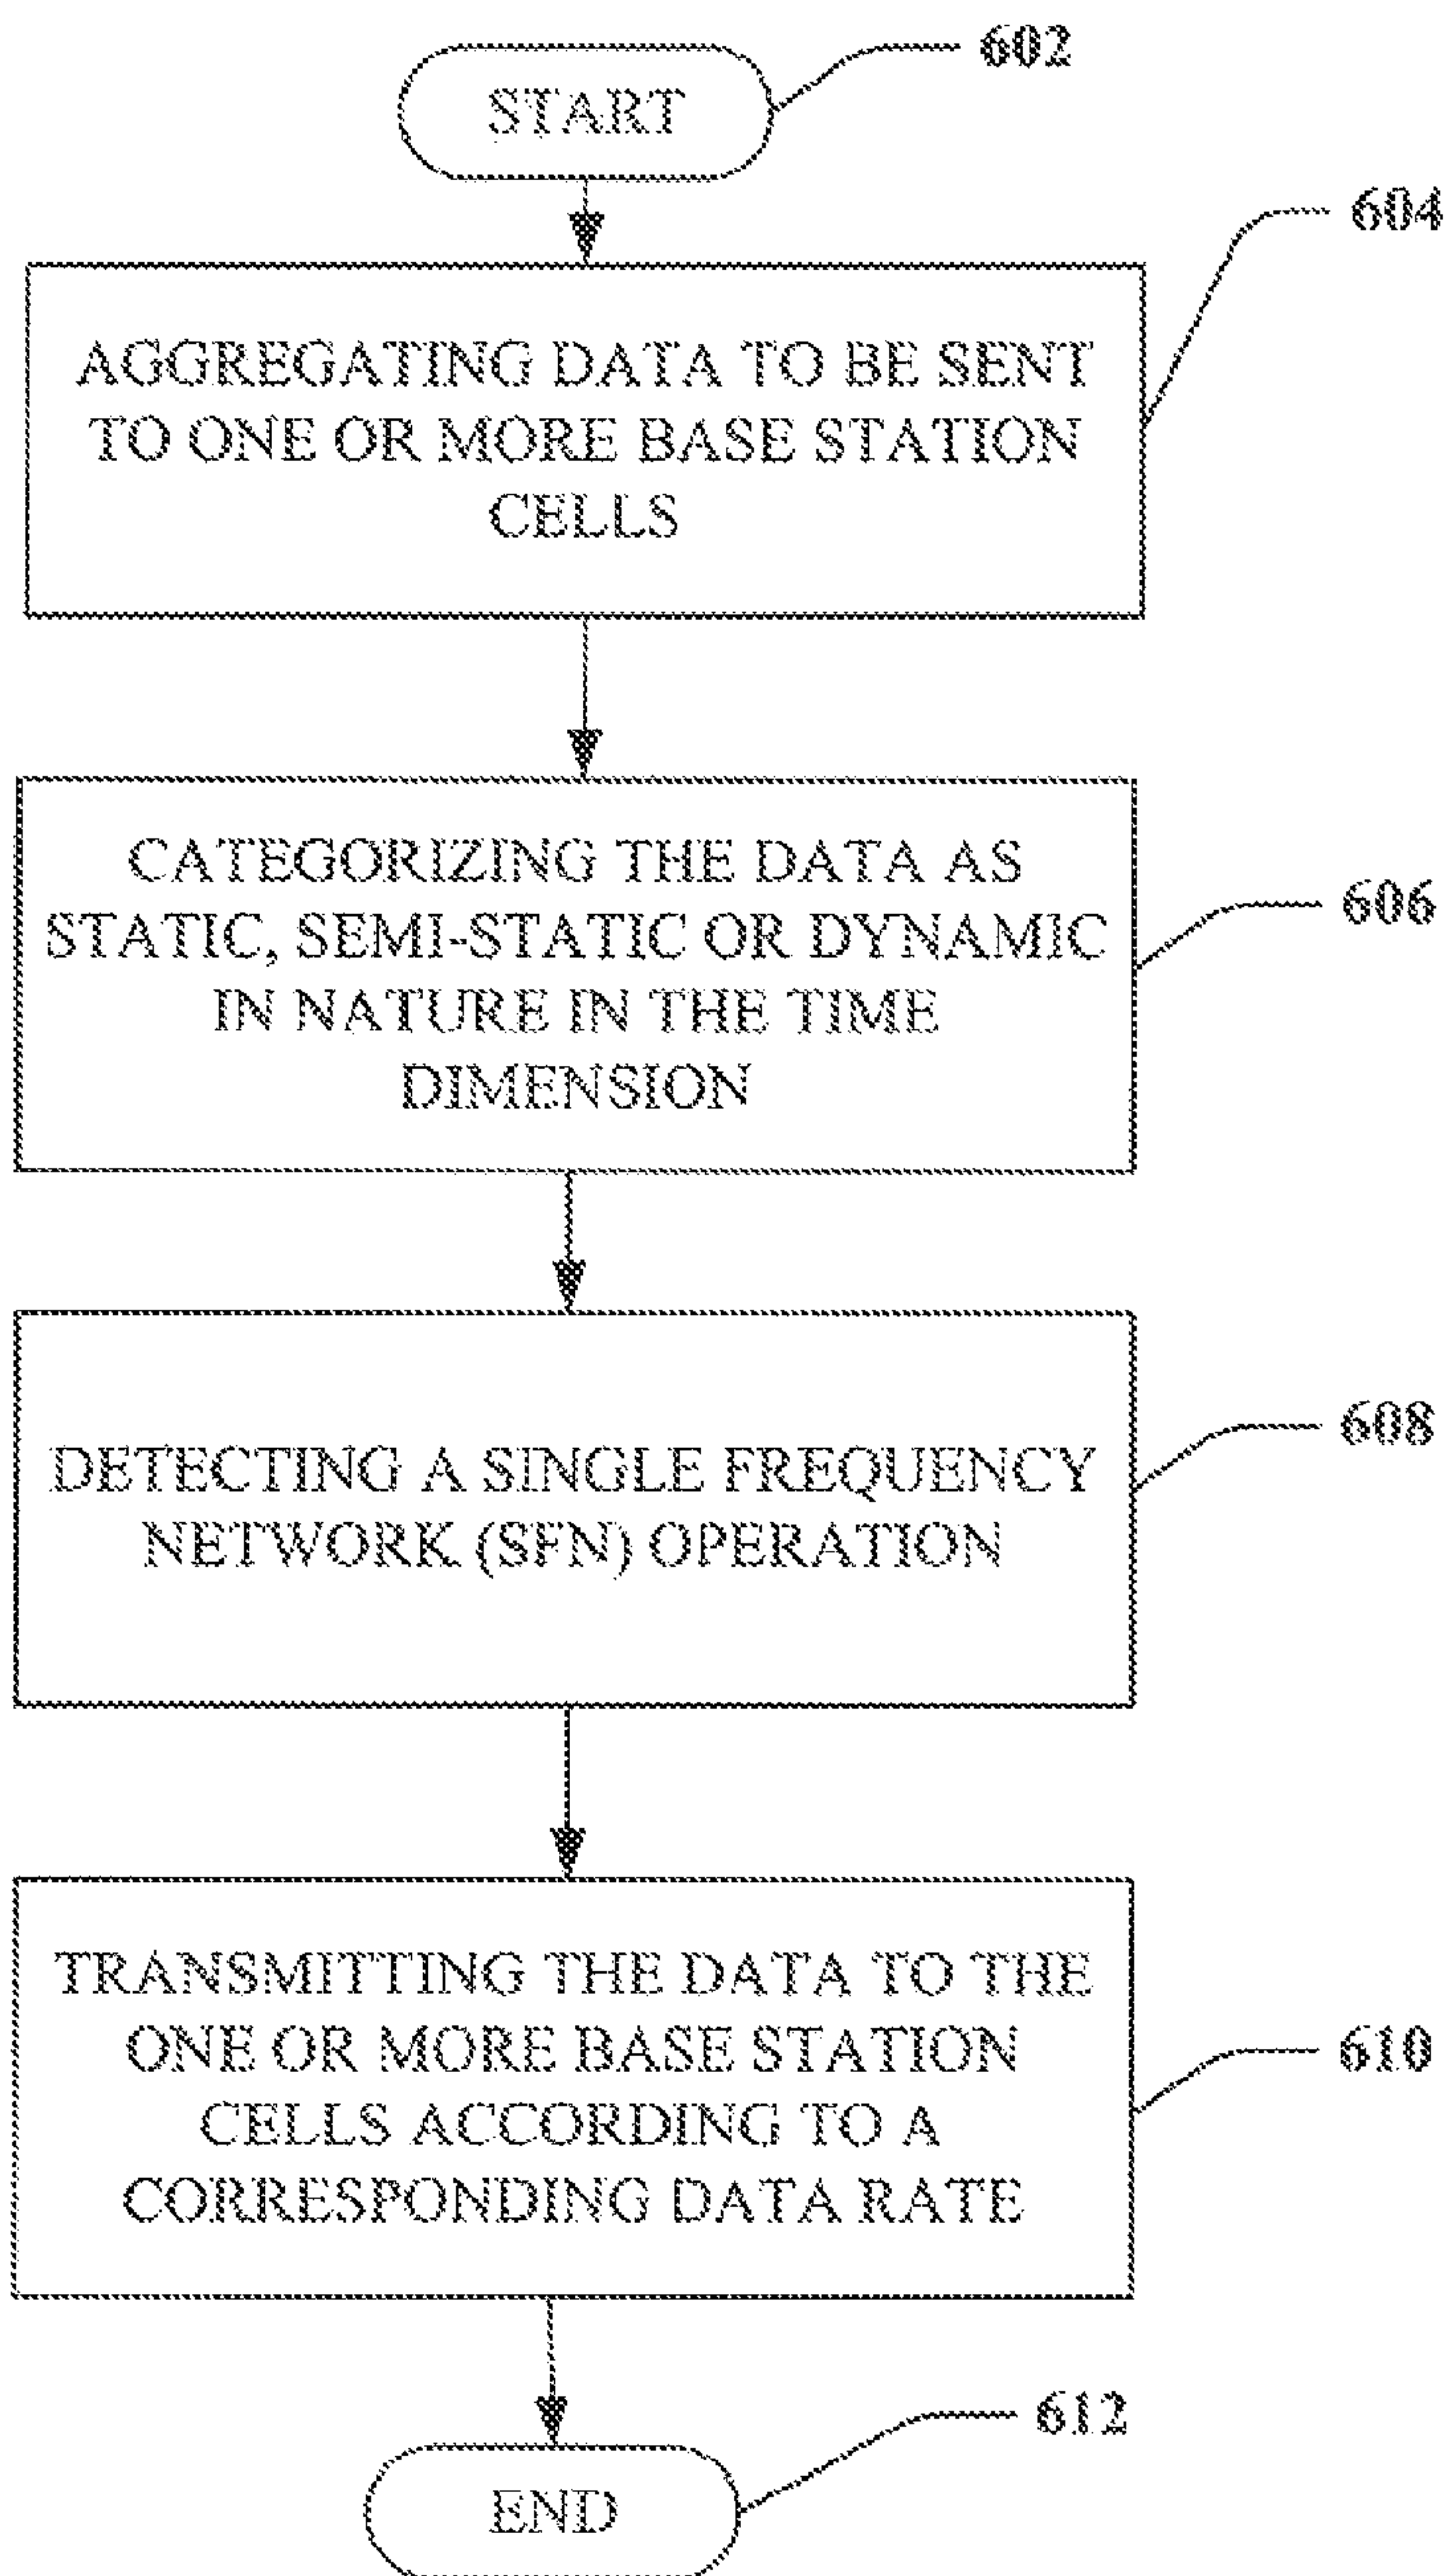 602
START
604
AGGREGATING DATA TO BE SENT
TO ONE OR MORE BASE STATION
CELLS
CATEGORIZING THE DATA AS
STATIC, SEMI-STATIC OR DYNAMIC
IN NATURE IN THE TIME
DIMENSION
606
DETECTING A SINGLE FREQUENCY
NETWORK (SFN) OPERATION
608
TRANSMITTING THE DATA TO THE
ONE OR MORE BASE STATION
CELLS ACCORDING TO A
CORRESPONDING DATA RATE
610
612
END